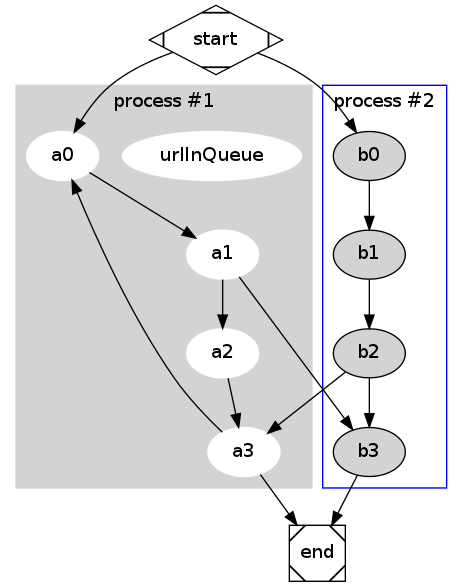 start
process #1
process #2
a0
urlInQueue
b0
a1
b1
a2
b2
a3
b3
end